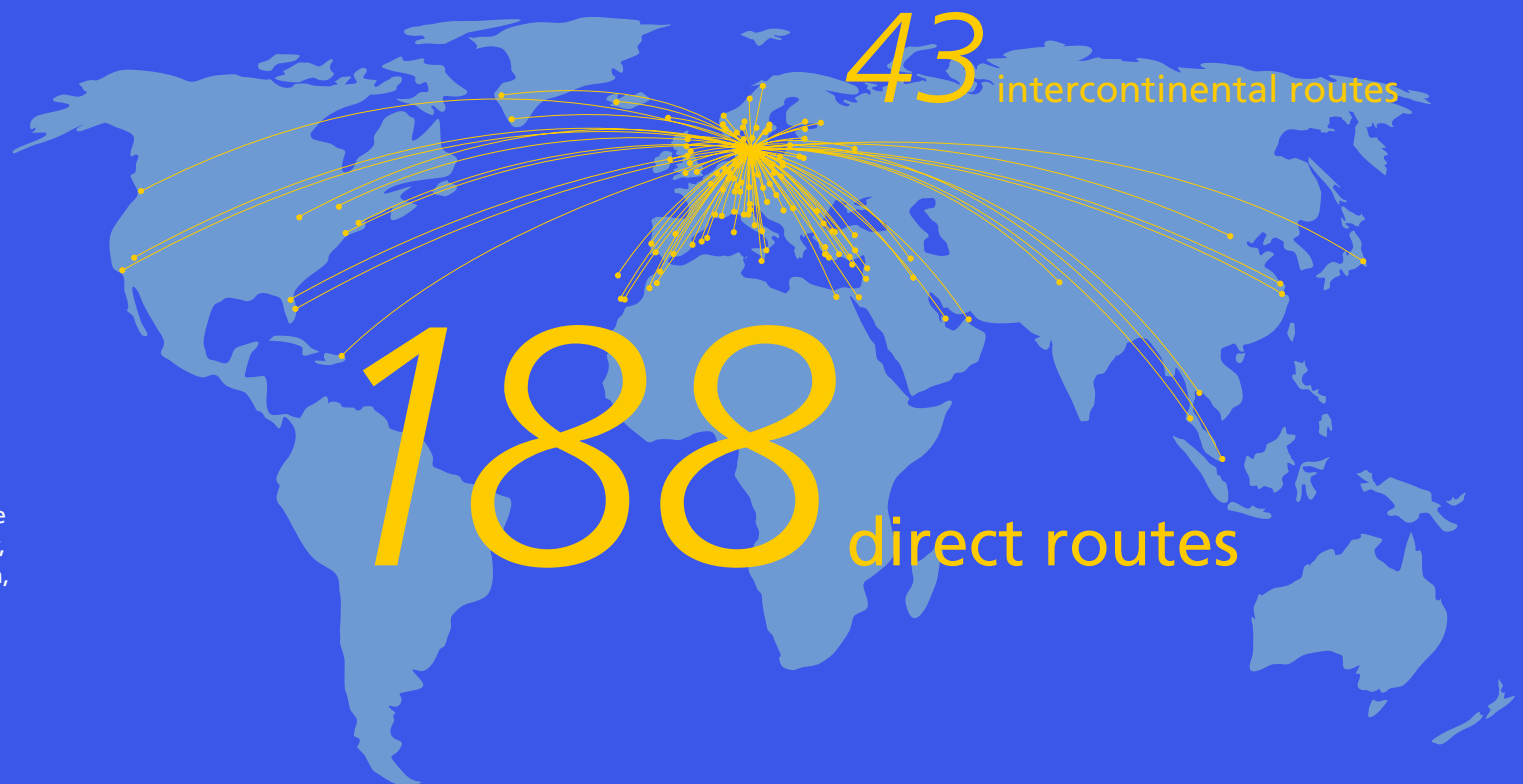 43 intercontinental routes
188 direct routes